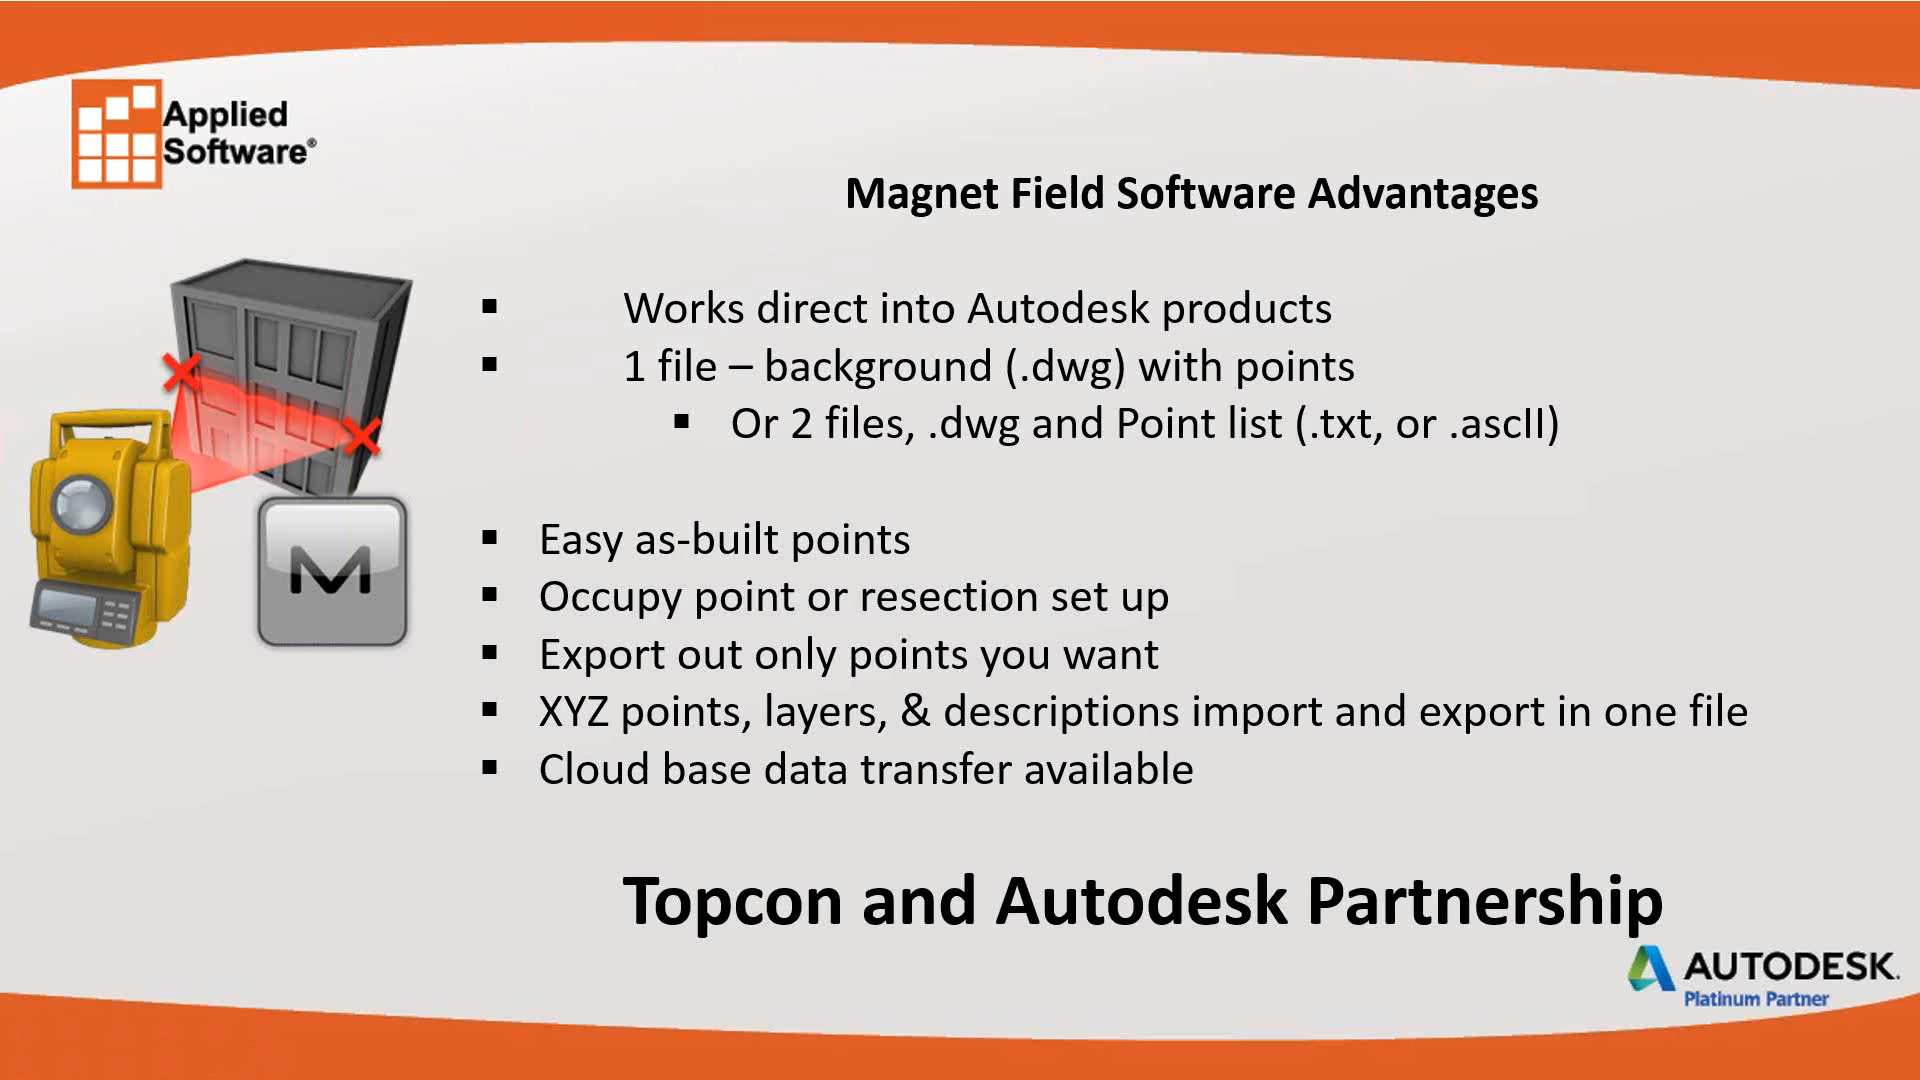 Applied
Software®
Magnet Field Software Advantages
▪ Works direct into Autodesk products
▪ 1 file – background (.dwg) with points
▪ Or 2 files, .dwg and Point list (.txt, or .ascII)
▪ Easy as-built points
▪ Occupy point or resection set up
▪ Export out only points you want
▪ XYZ points, layers, & descriptions import and export in one file
▪ Cloud base data transfer available
M
Topcon and Autodesk Partnership
AUTODESK.
Platinum Partner